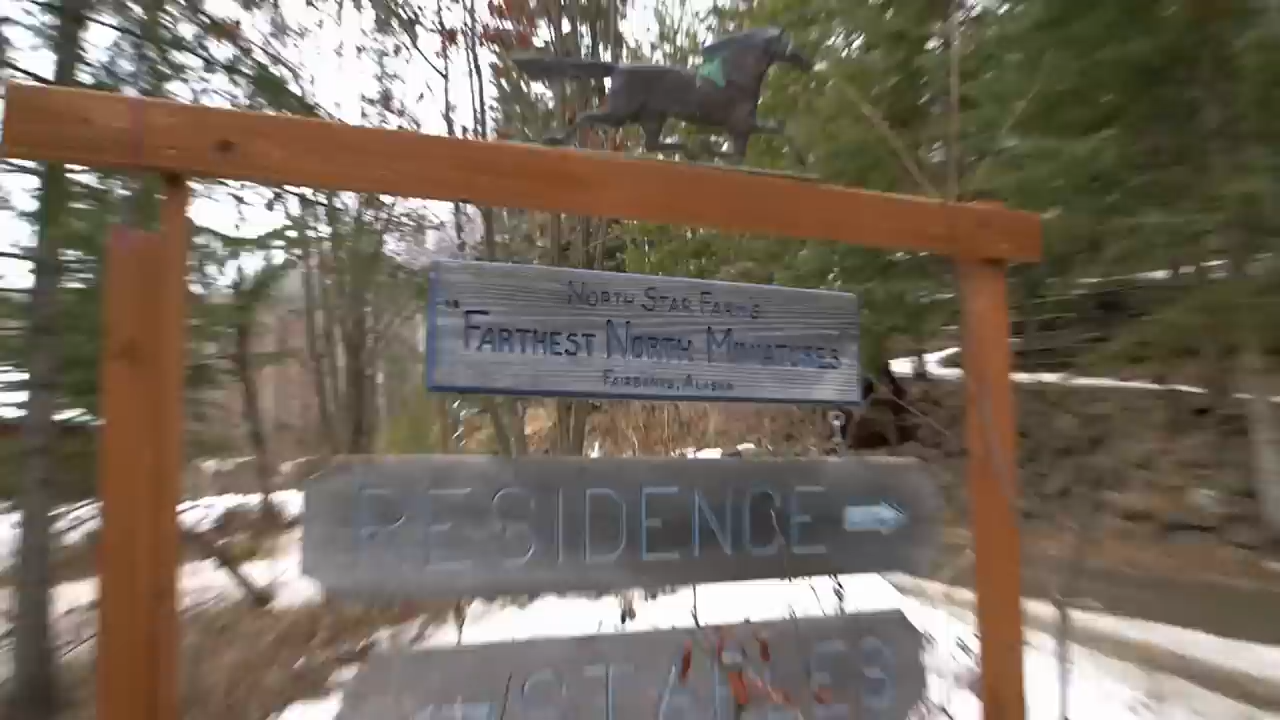 North Star Farm's
"Farthest North Miniatures
Fairbanks, Alaska
RESIDENCE →
← STABLES